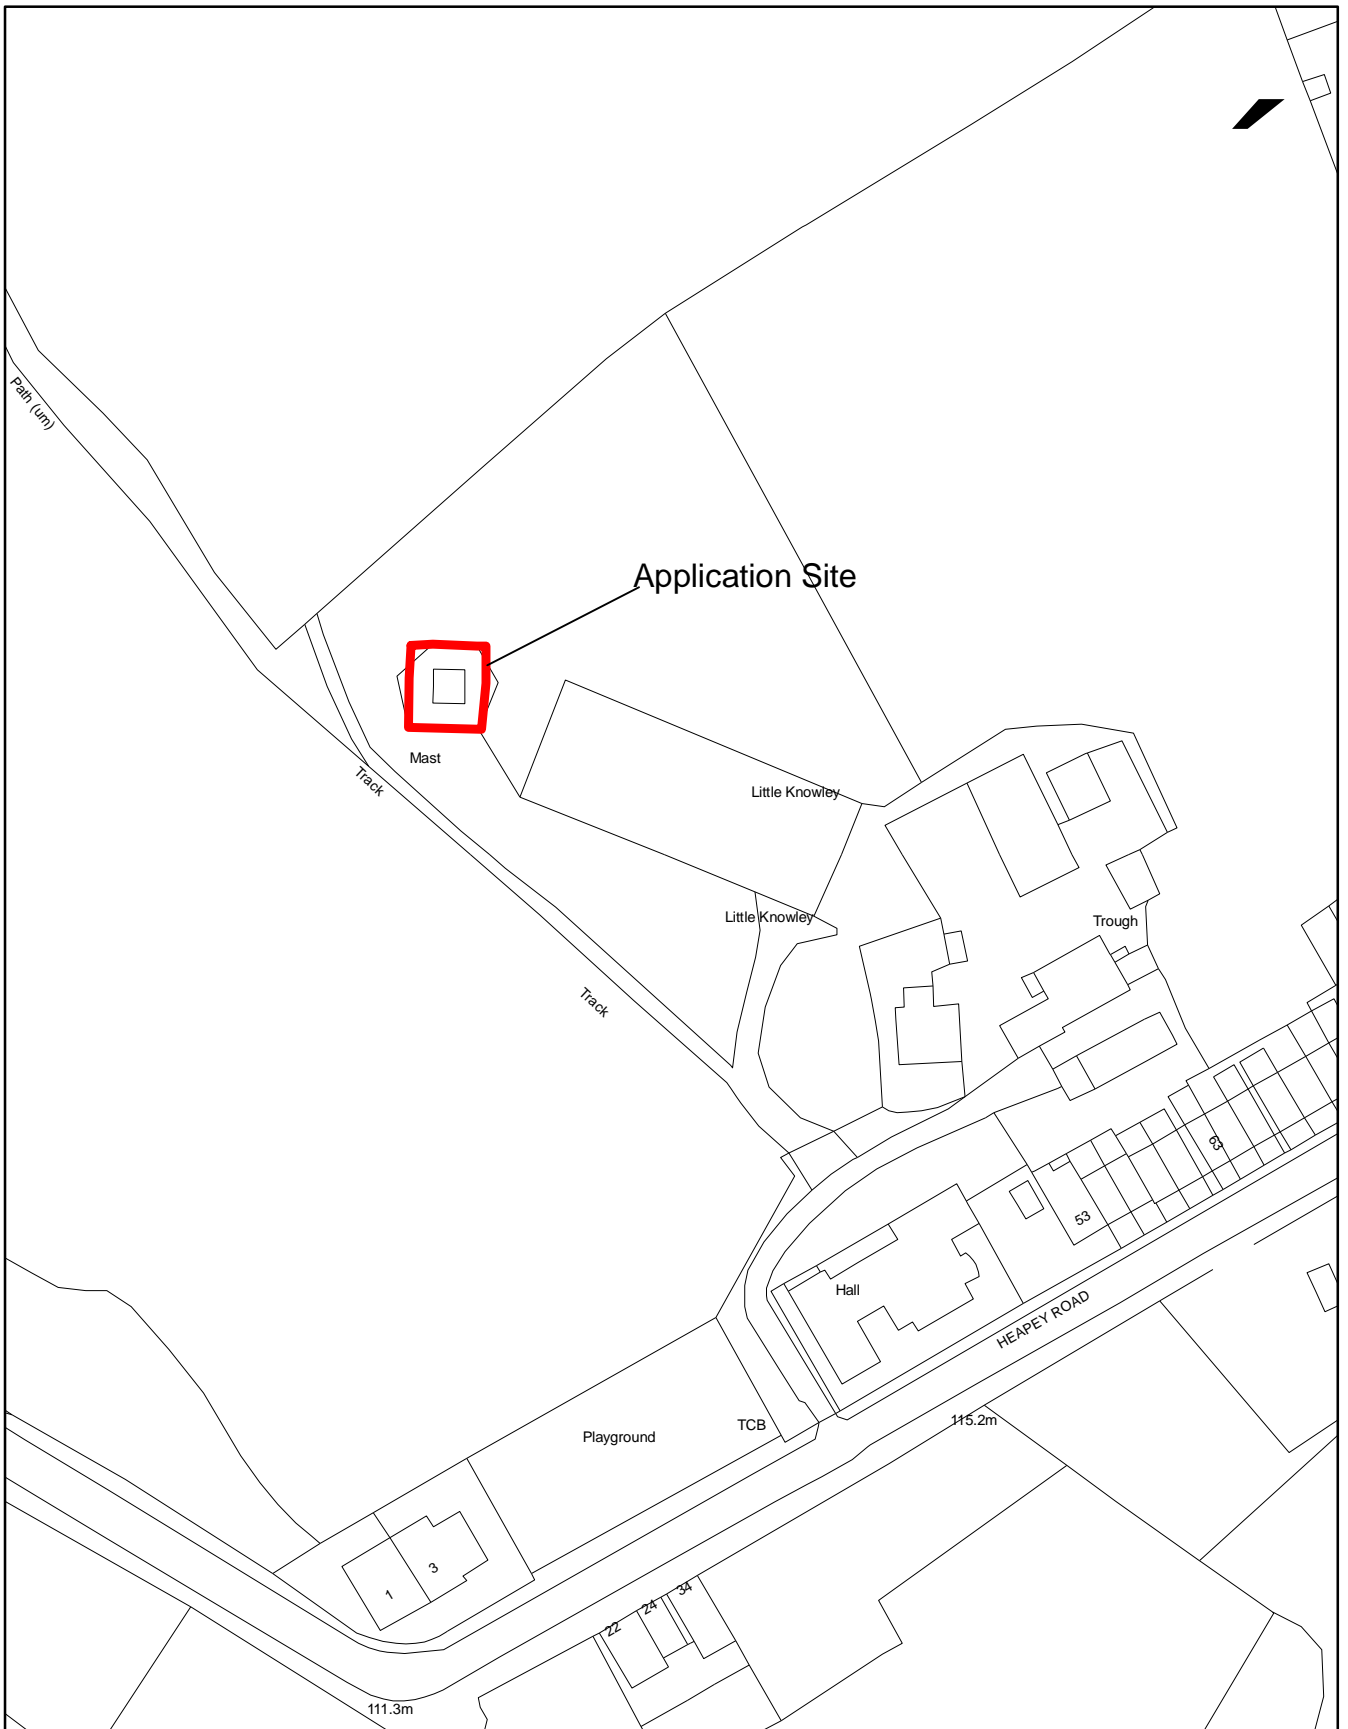 Path (um)
Application Site
Mast
Track
Little Knowley
Little Knowley
Trough
Track
63
53
Hall
HEAPEY ROAD
115.2m
TCB
Playground
3
1
34
24
22
111.3m